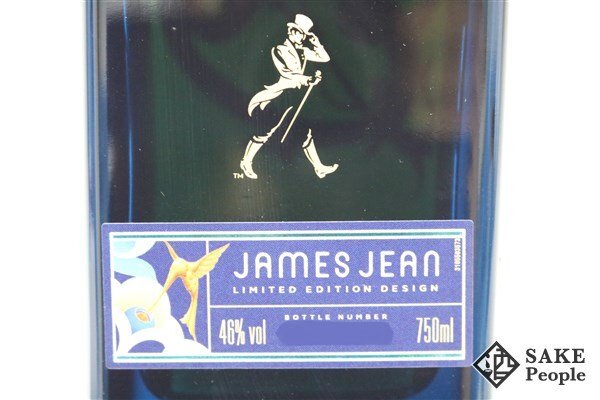 TM
JAMES JEAN
LIMITED EDITION DESIGN
46% vol
BOTTLE NUMBER
750ml
SAKE
People